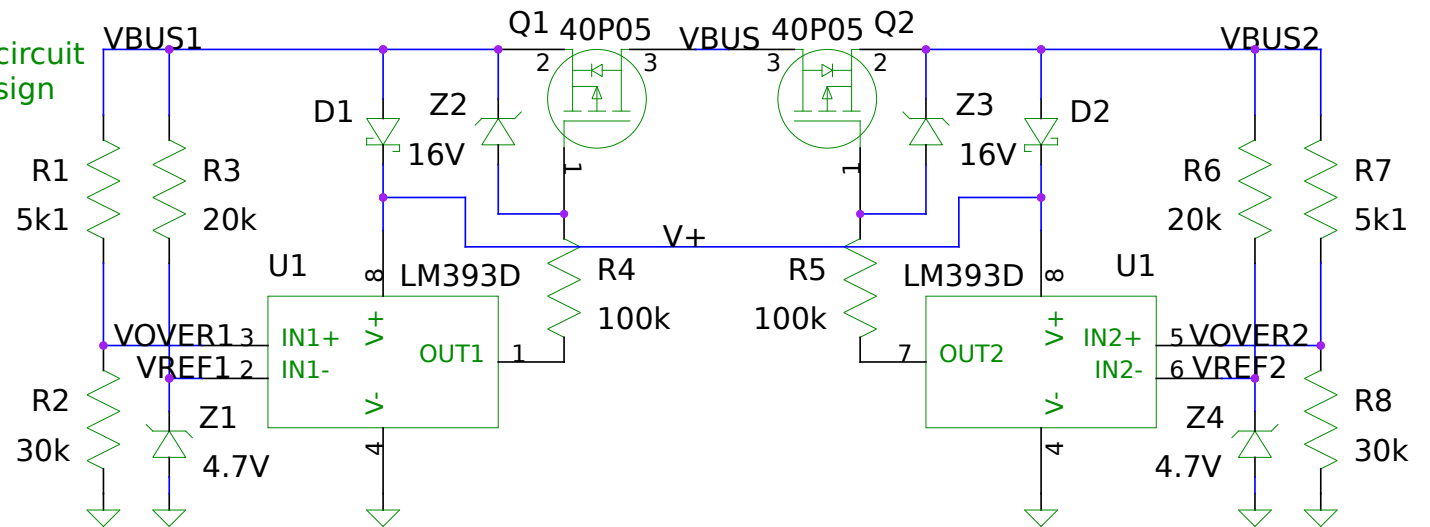 circuit
sign
VBUS1
Q1
40P05
VBUS
40P05
Q2
VBUS2
2
3
3
2
D1
Z2
16V
1
1
Z3
16V
D2
R1
5k1
R3
20k
R6
20k
R7
5k1
V+
U1
8
LM393D
R4
100k
R5
100k
LM393D
8
U1
VOVER1
3
IN1+
V+
OUT1
1
VREF1
2
IN1-
V-
7
OUT2
V+
IN2+
5
VOVER2
IN2-
6
VREF2
V-
R2
30k
Z1
4.7V
4
4
Z4
4.7V
R8
30k